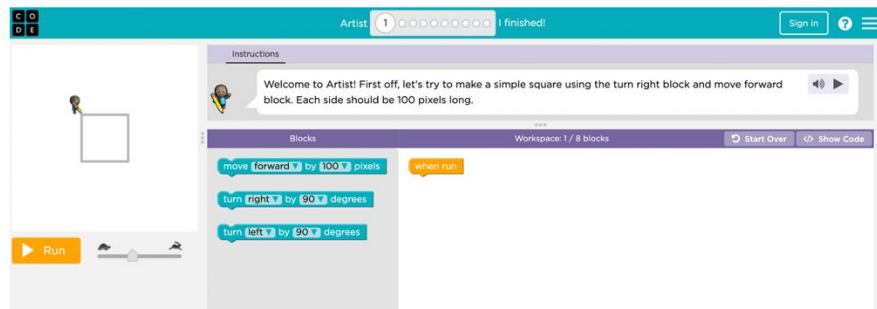 C O
D E
Artist 1 I finished!
Sign in ?
Instructions
Welcome to Artist! First off, let's try to make a simple square using the turn right block and move forward
block. Each side should be 100 pixels long.
Blocks Workspace: 1 / 8 blocks Start Over </> Show Code
move forward by 100 pixels when run
turn right by 90 degrees
turn left by 90 degrees
Run